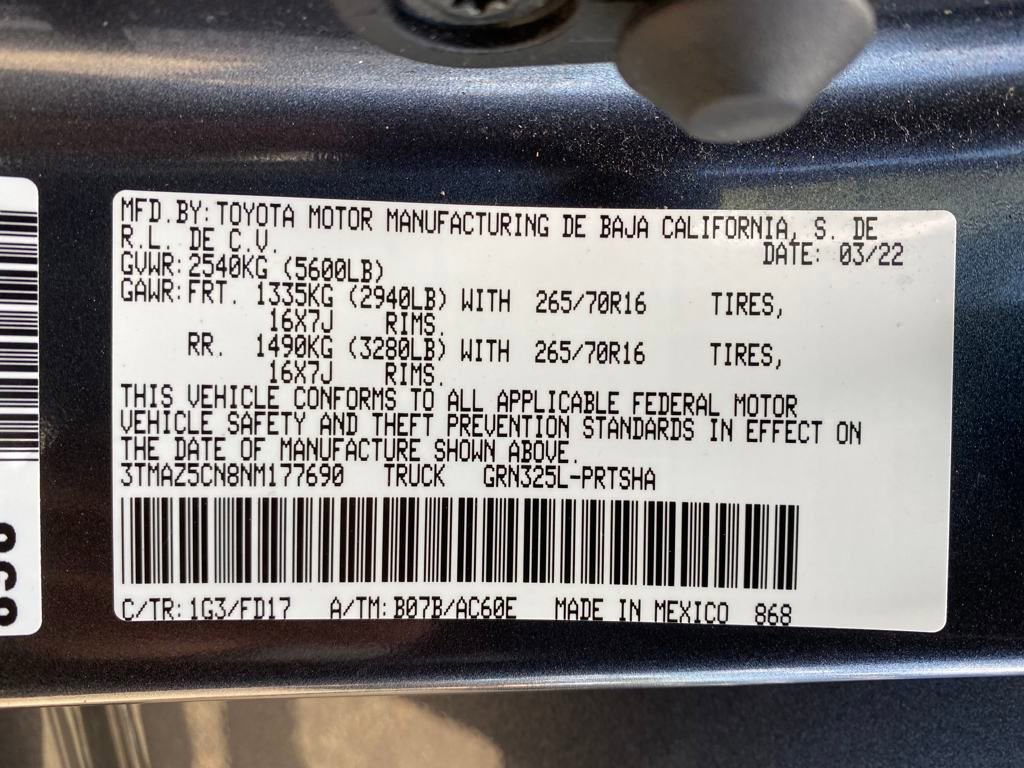 MFD.BY:TOYOTA MOTOR MANUFACTURING DE BAJA CALIFORNIA, S. DE
R.L. DE C.V.
DATE: 03/22
GVWR:2540KG (5600LB)
GAWR:FRT. 1335KG (2940LB) WITH 265/70R16 TIRES,
16X7J RIMS.
RR. 1490KG (3280LB) WITH 265/70R16 TIRES,
16X7J RIMS.
THIS VEHICLE CONFORMS TO ALL APPLICABLE FEDERAL MOTOR
VEHICLE SAFETY AND THEFT PREVENTION STANDARDS IN EFFECT ON
THE DATE OF MANUFACTURE SHOWN ABOVE.
3TMAZ5CN8NM177690 TRUCK GRN325L-PRTSHA
C/TR:1G3/FD17 A/TM:B07B/AC60E MADE IN MEXICO 868